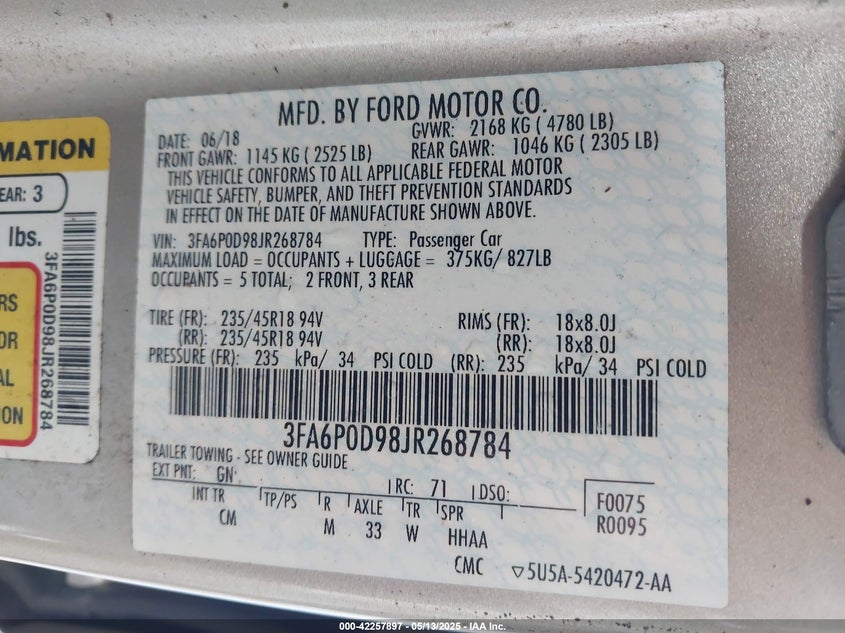 MFD. BY FORD MOTOR CO.
DATE: 06/18 GVWR: 2168 KG ( 4780 LB)
FRONT GAWR: 1145 KG ( 2525 LB) REAR GAWR: 1046 KG ( 2305 LB)
THIS VEHICLE CONFORMS TO ALL APPLICABLE FEDERAL MOTOR
VEHICLE SAFETY, BUMPER, AND THEFT PREVENTION STANDARDS
IN EFFECT ON THE DATE OF MANUFACTURE SHOWN ABOVE.
VIN: 3FA6P0D98JR268784 TYPE: Passenger Car
MAXIMUM LOAD = OCCUPANTS + LUGGAGE = 375KG/ 827LB
OCCUPANTS = 5 TOTAL; 2 FRONT, 3 REAR
TIRE (FR): 235/45R18 94V RIMS (FR): 18x8.0J
(RR): 235/45R18 94V (RR): 18x8.0J
PRESSURE (FR): 235 kPa/ 34 PSI COLD (RR): 235 kPa/ 34 PSI COLD
3FA6P0D98JR268784
TRAILER TOWING - SEE OWNER GUIDE
EXT PNT: GN RC: 71 DSO:
INT TR TP/PS R AXLE TR SPR
CM M 33 W HHAA
CMC
F0075
R0095
▽5U5A-5420472-AA
MATION
EAR: 3
lbs.
3FA6P0D98JR268784
RS
OR
AL
ION
000-42257897 - 05/13/2025 - IAA Inc.